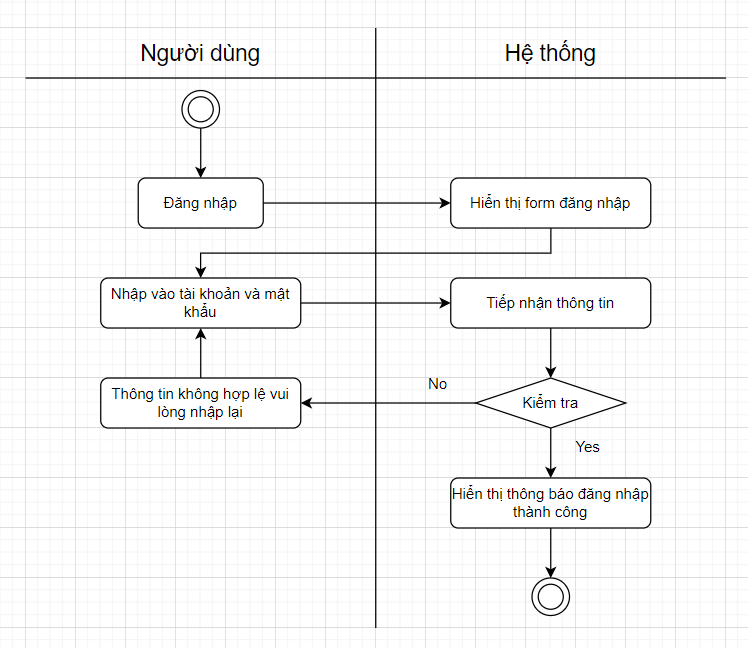 Người dùng
Hệ thống
Đăng nhập
Hiển thị form đăng nhập
Nhập vào tài khoản và mật
khẩu
Tiếp nhận thông tin
Thông tin không hợp lệ vui
lòng nhập lại
No
Kiểm tra
Yes
Hiển thị thông báo đăng nhập
thành công